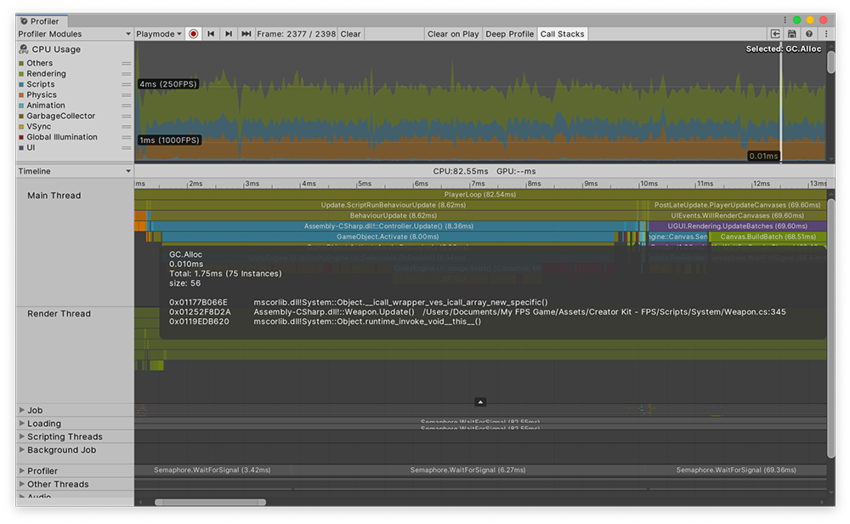 Profiler
Profiler Modules
Playmode
Frame: 2377 / 2398
Clear
Clear on Play
Deep Profile
Call Stacks
CPU Usage
Others
Rendering
Scripts
Physics
Animation
GarbageCollector
VSync
Global Illumination
UI
Selected: GC.Alloc
4ms (250FPS)
1ms (1000FPS)
0.01ms
Timeline
CPU:82.55ms GPU:--ms
ms 2ms 3ms 4ms 5ms 6ms 7ms 8ms 9ms 10ms 11ms 12ms 13ms
Main Thread
PlayerLoop (82.54ms)
Update.ScriptRunBehaviourUpdate (8.62ms)
PostLateUpdate.PlayerUpdateCanvases (69.60ms)
BehaviourUpdate (8.62ms)
UIEvents.WillRenderCanvases (69.60ms)
Assembly-CSharp.dll!::Controller.Update() (8.36ms)
UGUI.Rendering.UpdateBatches (69.60ms)
GameObject.Activate (8.00ms)
ngine::Canvas.Sen
Canvas.BuildBatch (68.51ms)
GC.Alloc
0.010ms
Total: 1.75ms (75 Instances)
size: 56
0x01177B066E mscorlib.dll!System::Object.__icall_wrapper_ves_icall_array_new_specific()
0x01252F8D2A Assembly-CSharp.dll!::Weapon.Update() /Users/Documents/My FPS Game/Assets/Creator Kit - FPS/Scripts/System/Weapon.cs:345
0x0119EDB620 mscorlib.dll!System::Object.runtime_invoke_void__this__()
Render Thread
Job
Loading
Semaphore.WaitForSignal (82.55ms)
Semaphore.WaitForSignal (82.55ms)
Scripting Threads
Background Job
Profiler
Semaphore.WaitForSignal (3.42ms)
Semaphore.WaitForSignal (6.27ms)
Semaphore.WaitForSignal (69.36ms)
Other Threads
Audio